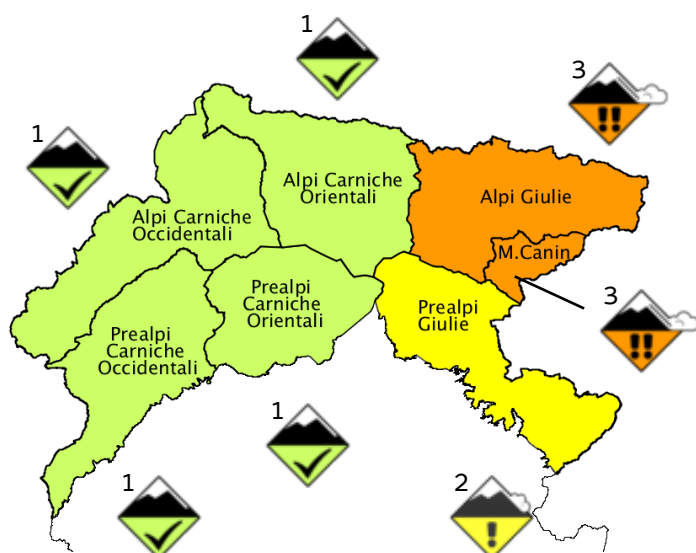 1
3
1
Alpi Carniche
Orientali
Alpi Giulie
Alpi Carniche
Occidentali
M.Canin
Prealpi
Carniche
Orientali
Prealpi
Giulie
3
Prealpi
Carniche
Occidentali
1
1
2